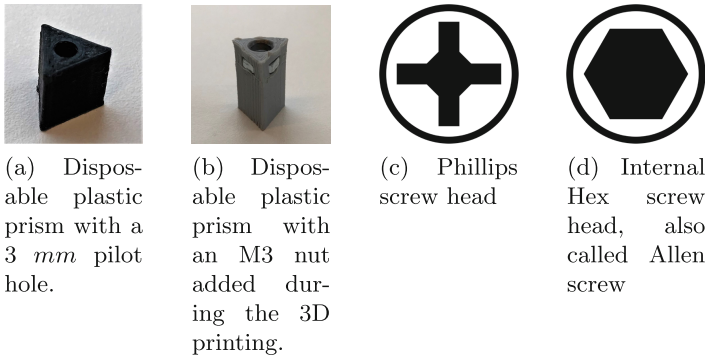 (a) Dispos-
able plastic
prism with a
3 mm pilot
hole.
(b) Dispos-
able plastic
prism with
an M3 nut
added dur-
ing the 3D
printing.
(c) Phillips
screw head
(d) Internal
Hex screw
head, also
called Allen
screw